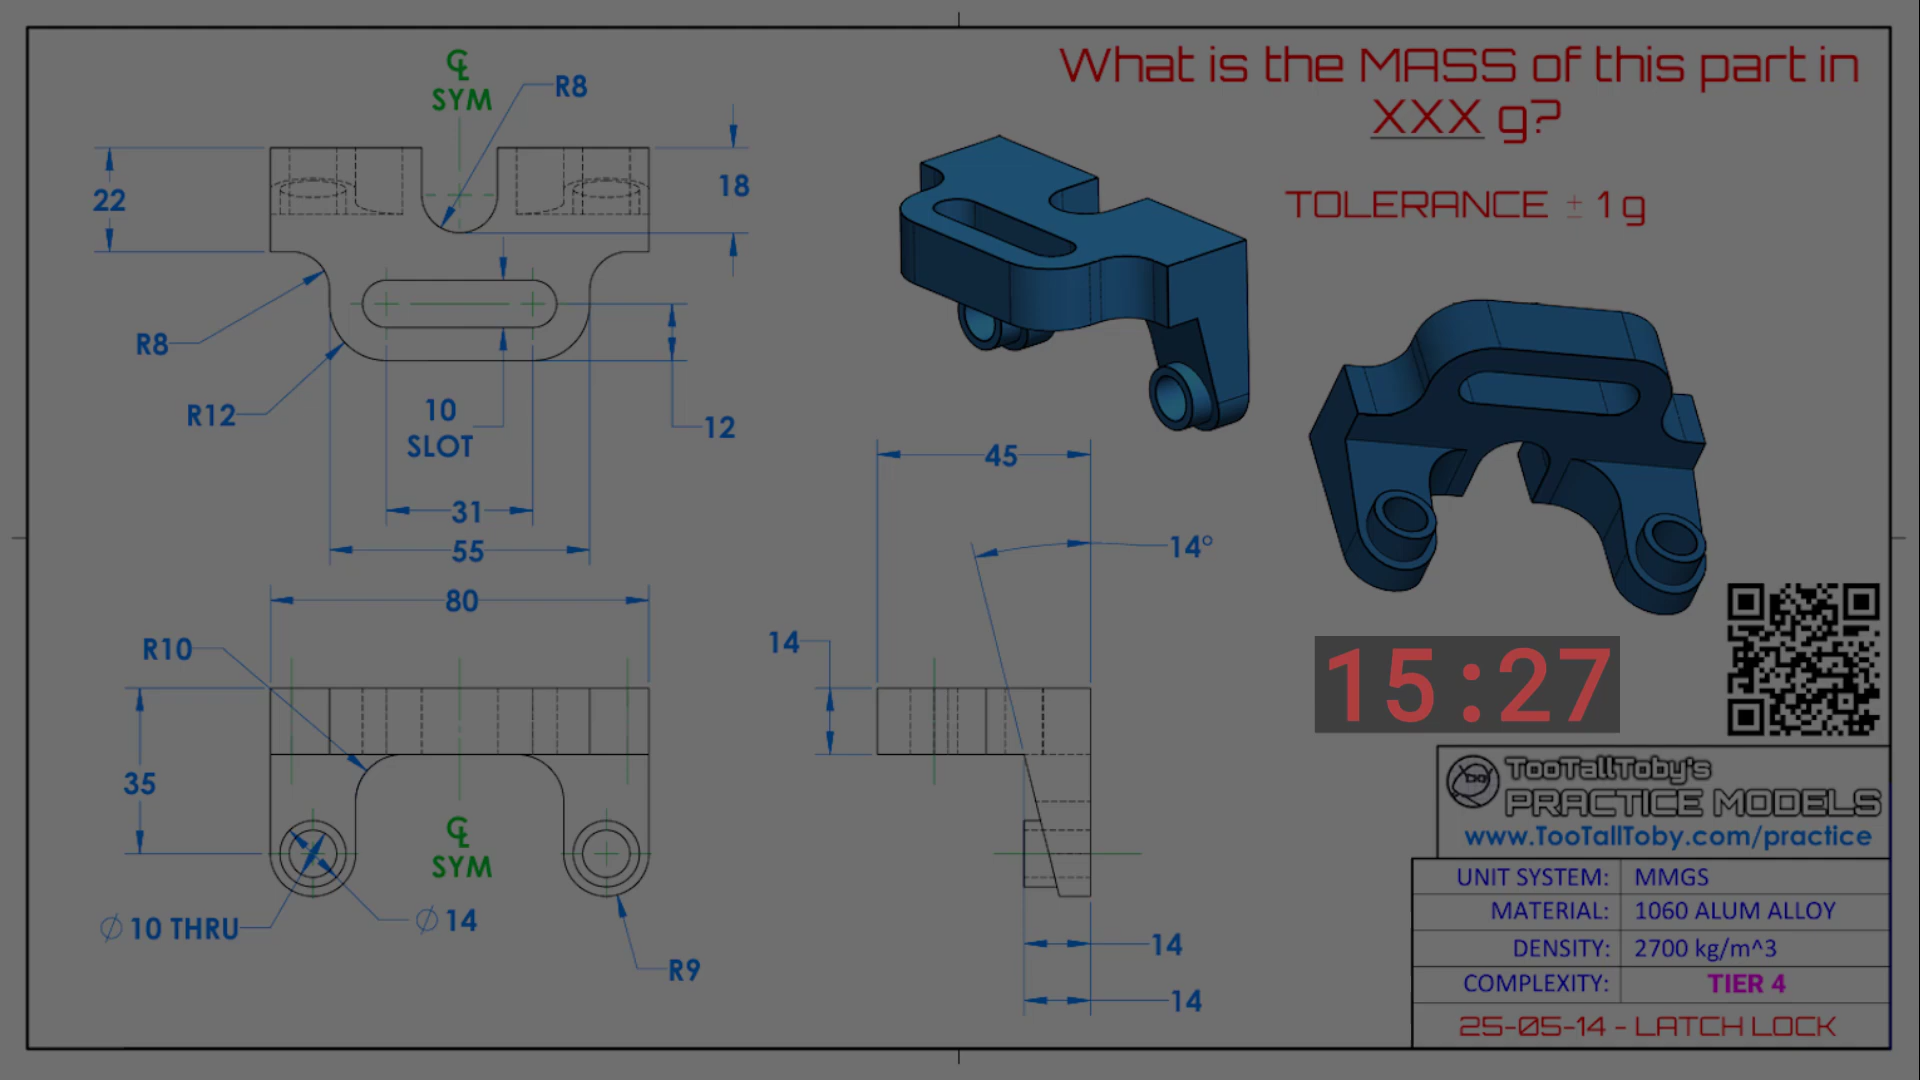 What is the MASS of this part in
XXX g?
TOLERANCE ± 1 g
℄
SYM
R8
22
18
R8
R12
10
SLOT
12
31
55
80
R10
35
℄
SYM
∅ 10 THRU
∅ 14
R9
45
14°
14
14
14
15:27
TooTallToby's
PRACTICE MODELS
www.TooTallToby.com/practice
UNIT SYSTEM: MMGS
MATERIAL: 1060 ALUM ALLOY
DENSITY: 2700 kg/m^3
COMPLEXITY: TIER 4
25-05-14 - LATCH LOCK